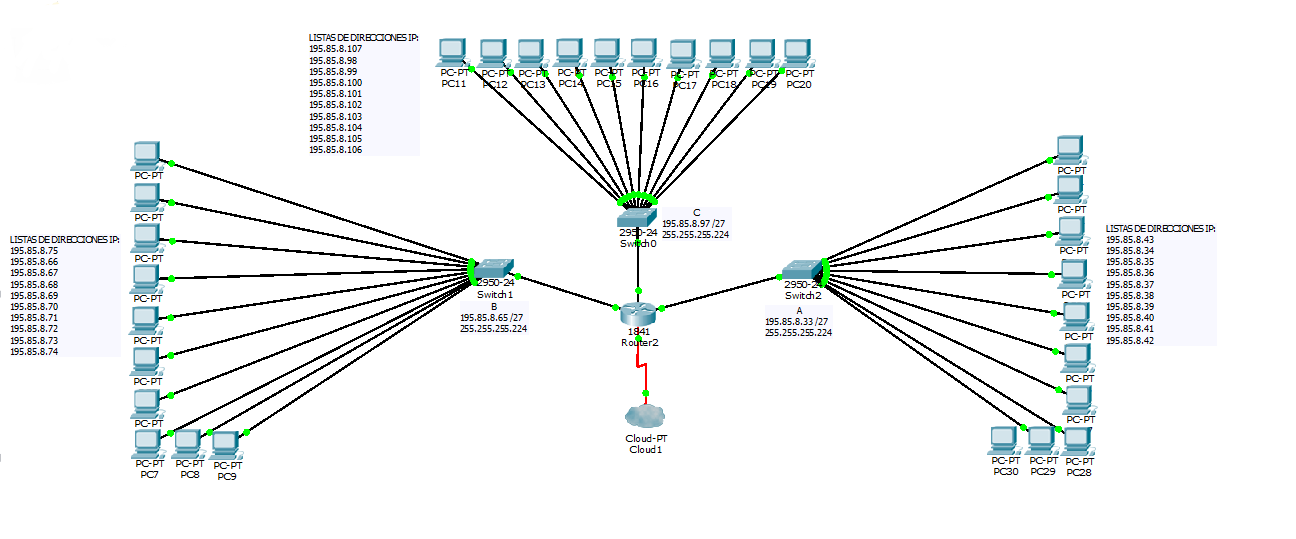 LISTAS DE DIRECCIONES IP:
195.85.8.107
195.85.8.98
195.85.8.99
195.85.8.100
195.85.8.101
195.85.8.102
195.85.8.103
195.85.8.104
195.85.8.105
195.85.8.106
PC-PT
PC11
PC-PT
PC12
PC-PT
PC13
PC-PT
PC14
PC-PT
PC15
PC-PT
PC16
PC-PT
PC17
PC-PT
PC18
PC-PT
PC19
PC-PT
PC20
2950-24
Switch0
C
195.85.8.97 /27
255.255.255.224
LISTAS DE DIRECCIONES IP:
195.85.8.75
195.85.8.66
195.85.8.67
195.85.8.68
195.85.8.69
195.85.8.70
195.85.8.71
195.85.8.72
195.85.8.73
195.85.8.74
PC-PT
PC-PT
PC-PT
PC-PT
PC-PT
PC-PT
PC-PT
PC-PT
PC7
PC-PT
PC8
PC-PT
PC9
2950-24
Switch1
B
195.85.8.65 /27
255.255.255.224
1841
Router2
Cloud-PT
Cloud1
2950-24
Switch2
A
195.85.8.33 /27
255.255.255.224
PC-PT
PC-PT
PC-PT
PC-PT
PC-PT
PC-PT
PC-PT
PC-PT
PC30
PC-PT
PC29
PC-PT
PC28
LISTAS DE DIRECCIONES IP:
195.85.8.43
195.85.8.34
195.85.8.35
195.85.8.36
195.85.8.37
195.85.8.38
195.85.8.39
195.85.8.40
195.85.8.41
195.85.8.42